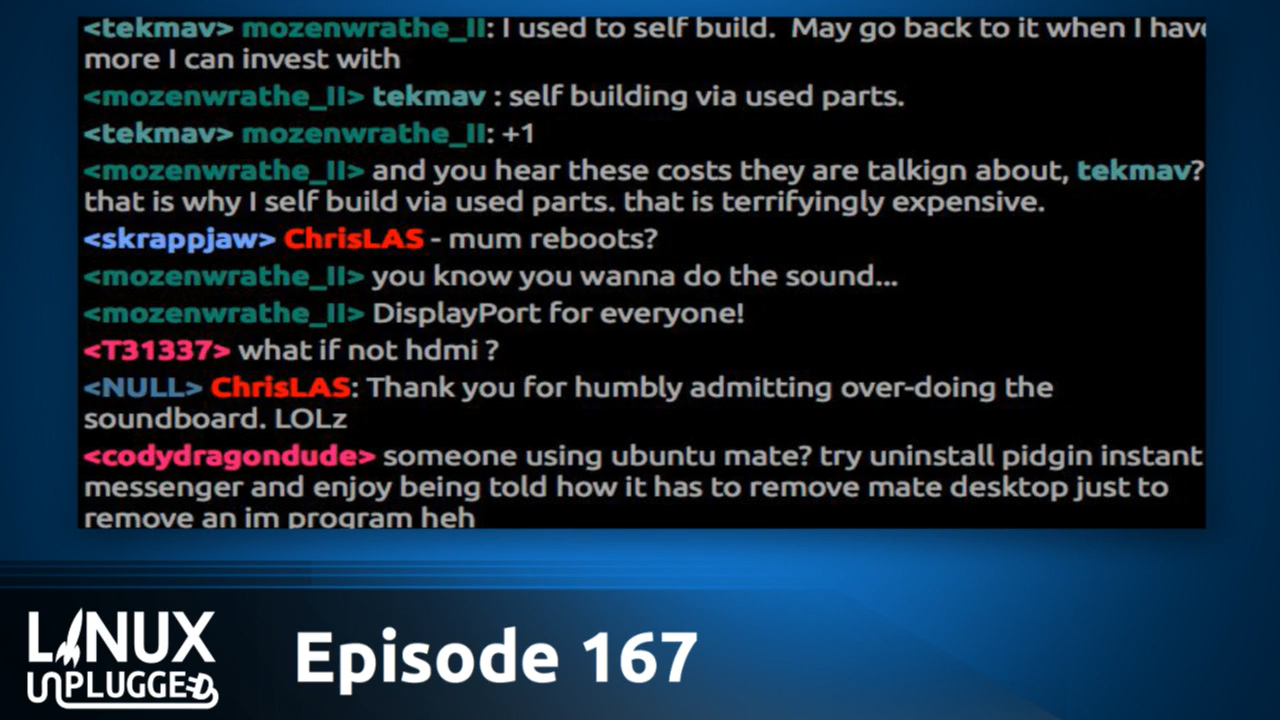 <tekmav> mozenwrathe_II: I used to self build.  May go back to it when I have
more I can invest with
<mozenwrathe_II> tekmav : self building via used parts.
<tekmav> mozenwrathe_II: +1
<mozenwrathe_II> and you hear these costs they are talkign about, tekmav?
that is why I self build via used parts. that is terrifyingly expensive.
<skrappjaw> ChrisLAS - mum reboots?
<mozenwrathe_II> you know you wanna do the sound...
<mozenwrathe_II> DisplayPort for everyone!
<T31337> what if not hdmi ?
<NULL> ChrisLAS: Thank you for humbly admitting over-doing the
soundboard. LOLz
<codydragondude> someone using ubuntu mate? try uninstall pidgin instant
messenger and enjoy being told how it has to remove mate desktop just to
remove an im program heh
LINUX
UNPLUGGED
Episode 167